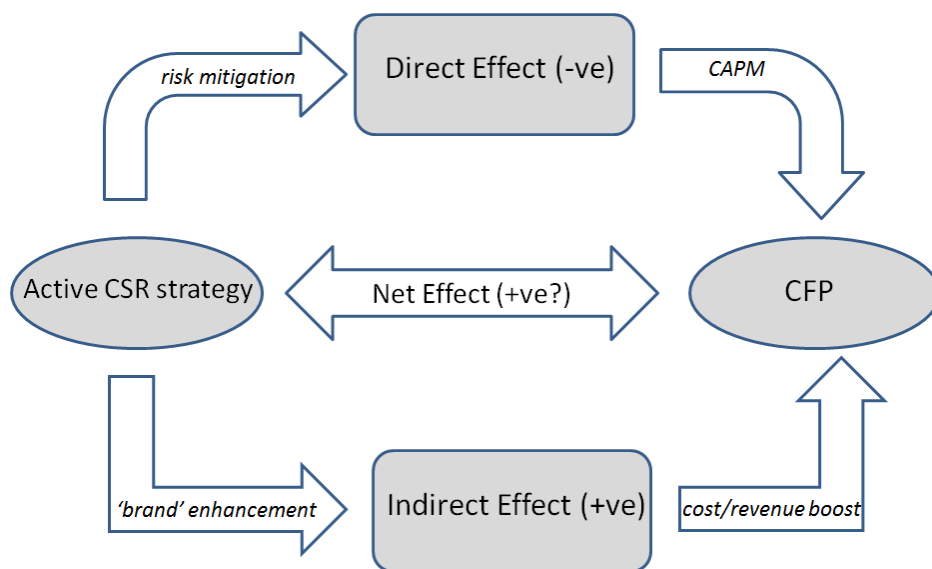 risk mitigation
Direct Effect (-ve)
CAPM
Active CSR strategy
Net Effect (+ve?)
CFP
‘brand’ enhancement
Indirect Effect (+ve)
cost/revenue boost